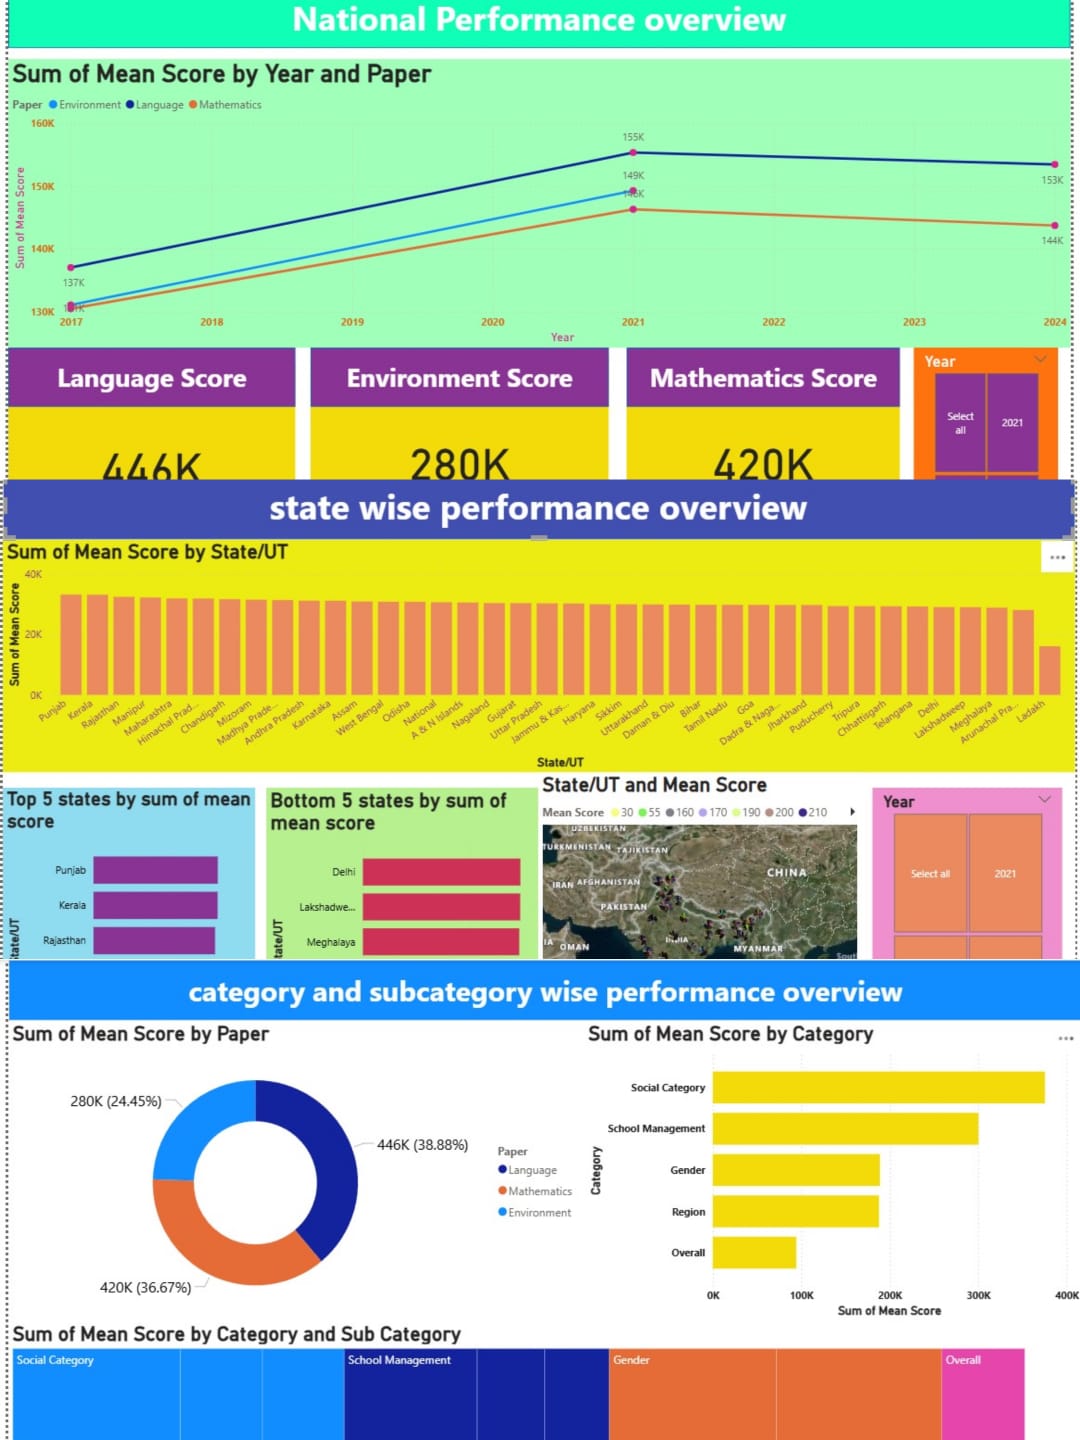 National Performance overview
Sum of Mean Score by Year and Paper
Paper Environment Language Mathematics
160K
150K
140K
130K
Sum of Mean Score
137K
155K
149K
153K
144K
2017 2018 2019 2020 2021 2022 2023 2024
Year
Language Score
446K
Environment Score
280K
Mathematics Score
420K
Year
Select all
2021
state wise performance overview
Sum of Mean Score by State/UT
40K
20K
0K
Sum of Mean Score
Punjab
Kerala
Rajasthan
Manipur
Maharashtra
Himachal Prad...
Chandigarh
Mizoram
Madhya Prade...
Andhra Pradesh
Karnataka
Assam
West Bengal
Odisha
National
A & N Islands
Nagaland
Gujarat
Uttar Pradesh
Jammu & Kas...
Haryana
Sikkim
Uttarakhand
Daman & Diu
Bihar
Tamil Nadu
Goa
Dadra & Naga...
Jharkhand
Puducherry
Tripura
Chhattisgarh
Telangana
Delhi
Lakshadweep
Meghalaya
Arunachal Pra...
Ladakh
State/UT
Top 5 states by sum of mean
score
Punjab
Kerala
Rajasthan
Bottom 5 states by sum of
mean score
Delhi
Lakshadwe...
Meghalaya
State/UT and Mean Score
Mean Score 30 55 160 170 190 200 210
UZBEKISTAN
TURKMENISTAN TAJIKISTAN
CHINA
IRAN AFGHANISTAN
PAKISTAN
OMAN
INDIA
MYANMAR
Year
Select all
2021
category and subcategory wise performance overview
Sum of Mean Score by Paper
280K (24.45%)
446K (38.88%)
420K (36.67%)
Paper
Language
Mathematics
Environment
Sum of Mean Score by Category
Category
Social Category
School Management
Gender
Region
Overall
0K 100K 200K 300K 400K
Sum of Mean Score
Sum of Mean Score by Category and Sub Category
Social Category
School Management
Gender
Overall